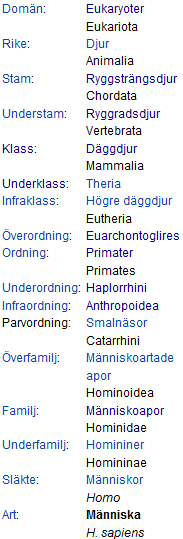 Domän: Eukaryoter
Eukariota
Rike: Djur
Animalia
Stam: Ryggsträngsdjur
Chordata
Understam: Ryggradsdjur
Vertebrata
Klass: Däggdjur
Mammalia
Underklass: Theria
Infraklass: Högre däggdjur
Eutheria
Överordning: Euarchontoglires
Ordning: Primater
Primates
Underordning: Haplorrhini
Infraordning: Anthropoidea
Parvordning: Smalnäsor
Catarrhini
Överfamilj: Människoartade
apor
Hominoidea
Familj: Människoapor
Hominidae
Underfamilj: Homininer
Homininae
Släkte: Människor
Homo
Art: Människa
H. sapiens